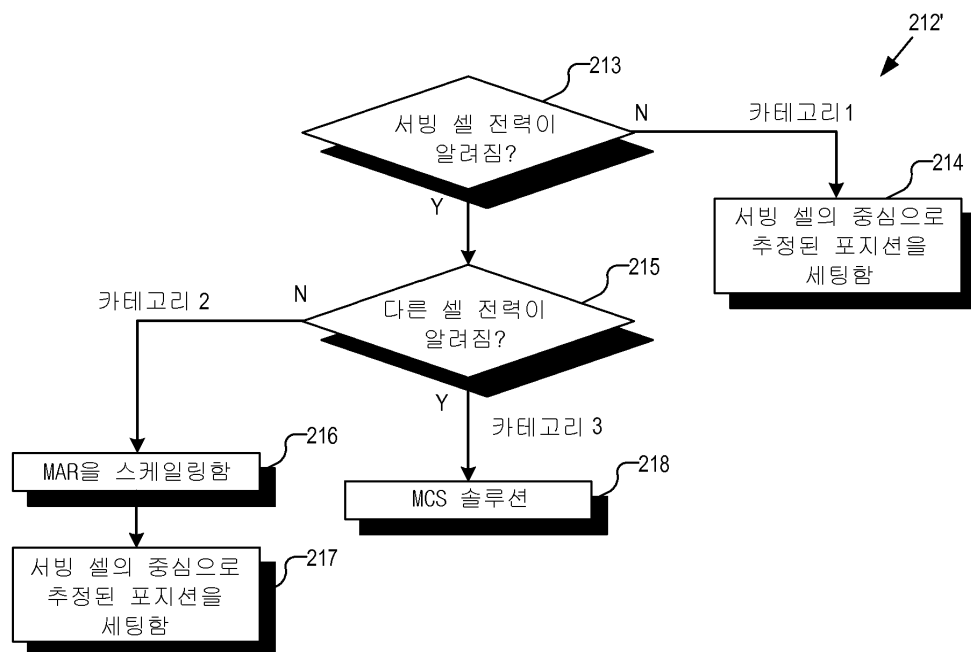 212'
213
서빙 셀 전력이
알려짐?
N
카테고리 1
214
서빙 셀의 중심으로
추정된 포지션을
세팅함
Y
215
다른 셀 전력이
알려짐?
N
카테고리 2
Y
카테고리 3
216
MAR을 스케일링함
218
MCS 솔루션
217
서빙 셀의 중심으로
추정된 포지션을
세팅함